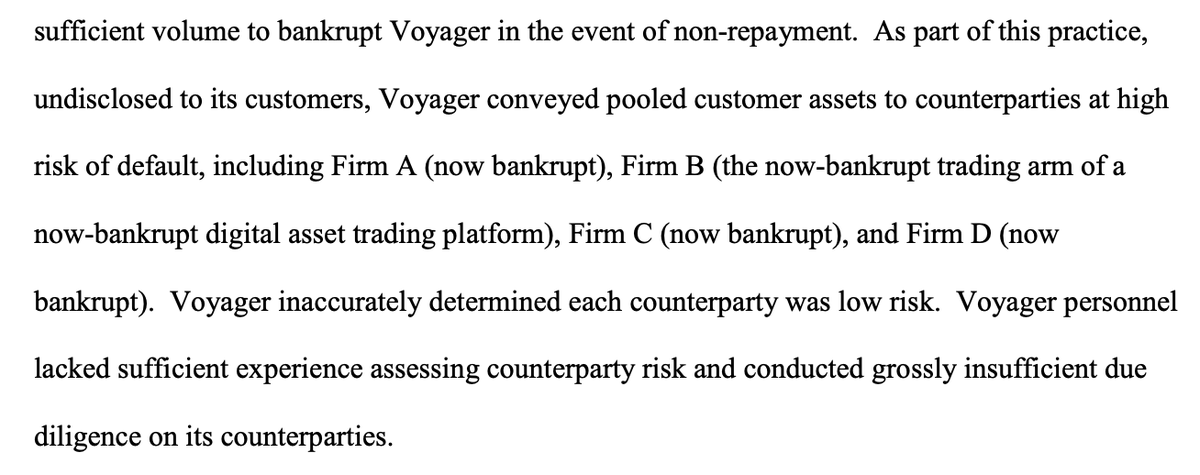 sufficient volume to bankrupt Voyager in the event of non-repayment.  As part of this practice,
undisclosed to its customers, Voyager conveyed pooled customer assets to counterparties at high
risk of default, including Firm A (now bankrupt), Firm B (the now-bankrupt trading arm of a
now-bankrupt digital asset trading platform), Firm C (now bankrupt), and Firm D (now
bankrupt).  Voyager inaccurately determined each counterparty was low risk.  Voyager personnel
lacked sufficient experience assessing counterparty risk and conducted grossly insufficient due
diligence on its counterparties.